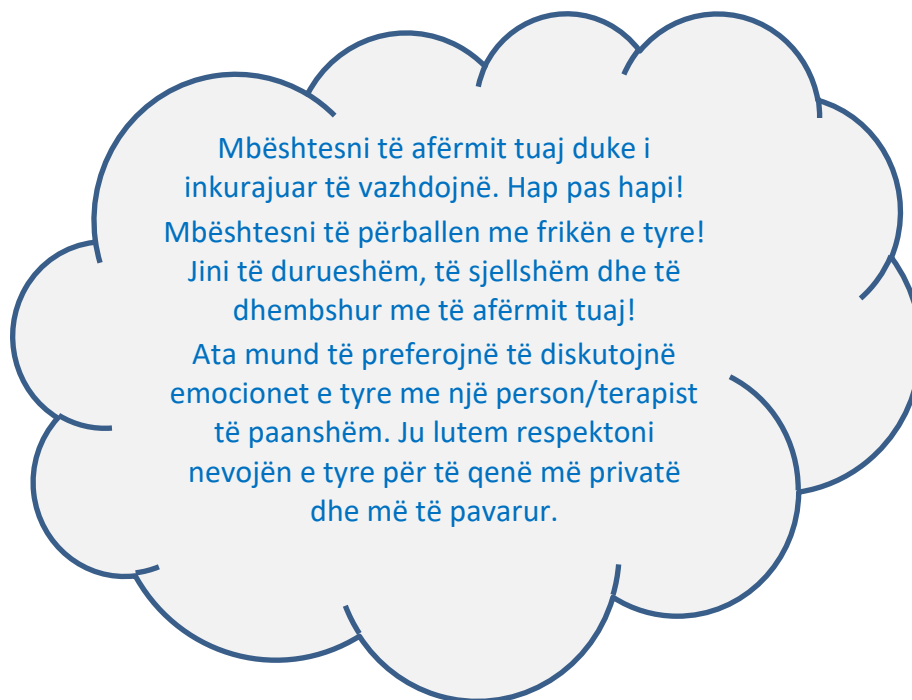 Mbështesni të afërmit tuaj duke i
inkurajuar të vazhdojnë. Hap pas hapi!
Mbështesni të përballen me frikën e tyre!
Jini të durueshëm, të sjellshëm dhe të
dhembshur me të afërmit tuaj!
Ata mund të preferojnë të diskutojnë
emocionet e tyre me një person/terapist
të paanshëm. Ju lutem respektoni
nevojën e tyre për të qenë më privatë
dhe më të pavarur.